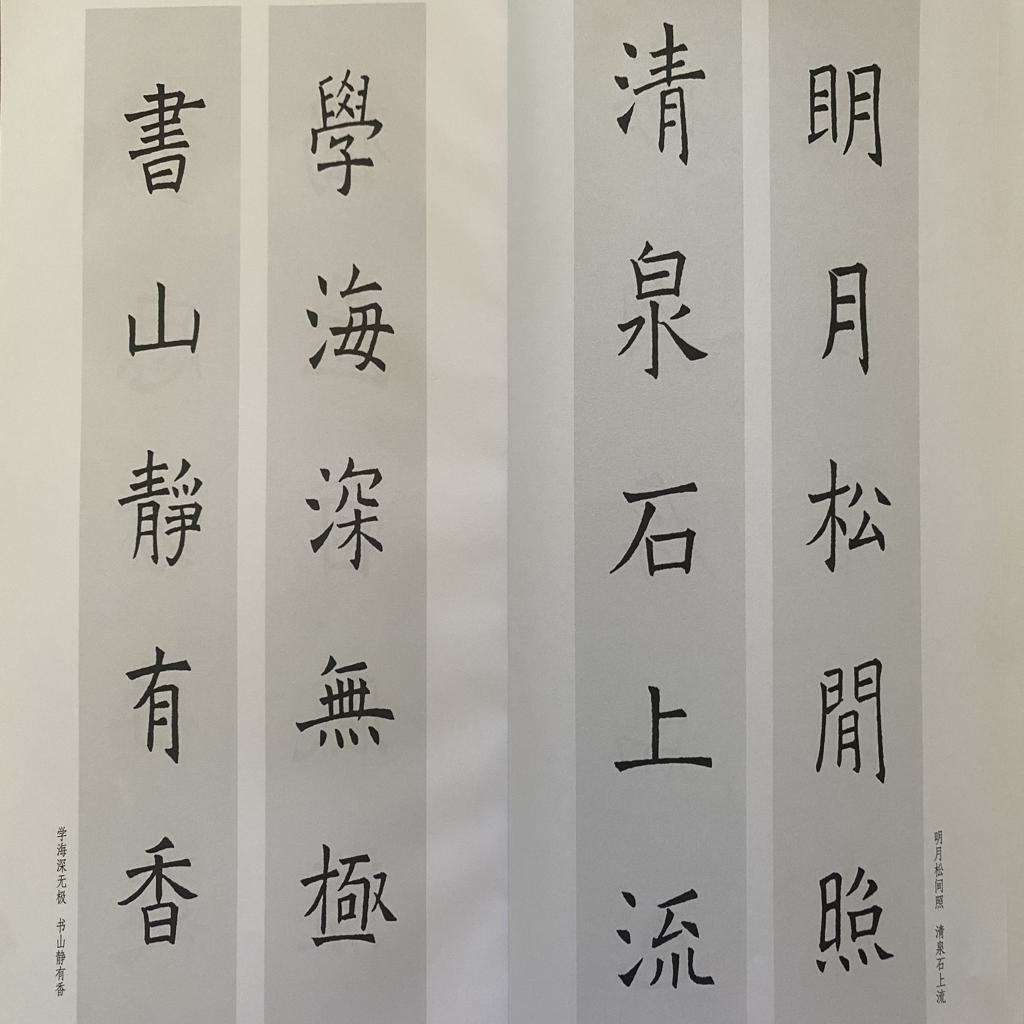 明月松間照
清泉石上流
明月松间照 清泉石上流
學海深無極
書山靜有香
学海深无极 书山静有香